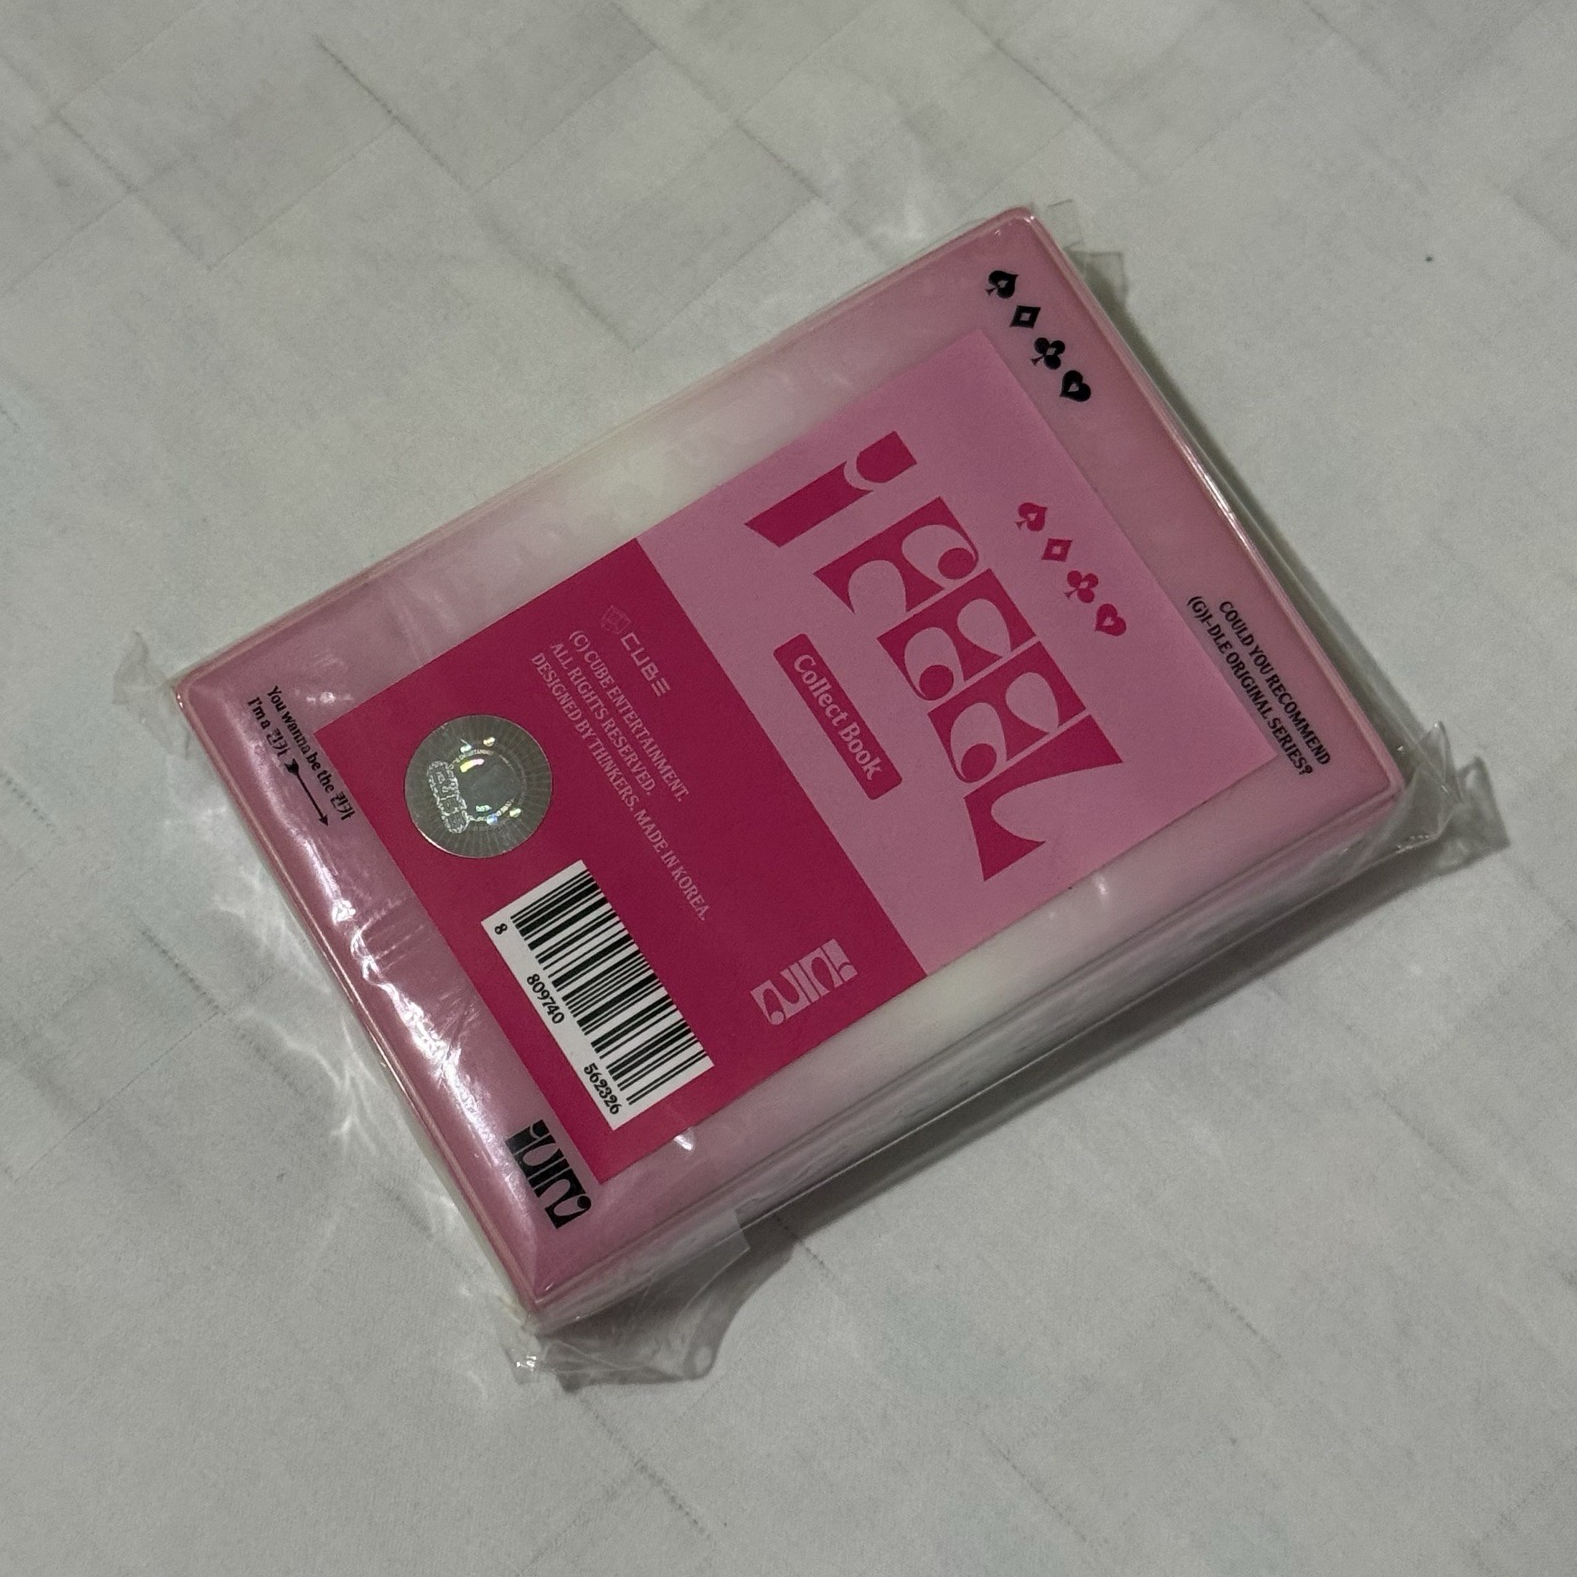 COULD YOU RECOMMEND
(G)I-DLE ORIGINAL SERIES?
i feel
Collect Book
CUBE
(C) CUBE ENTERTAINMENT.
ALL RIGHTS RESERVED.
DESIGNED BY THINKERS. MADE IN KOREA.
8 809740 562326
You wanna be the 퀸카
I'm a 퀸카